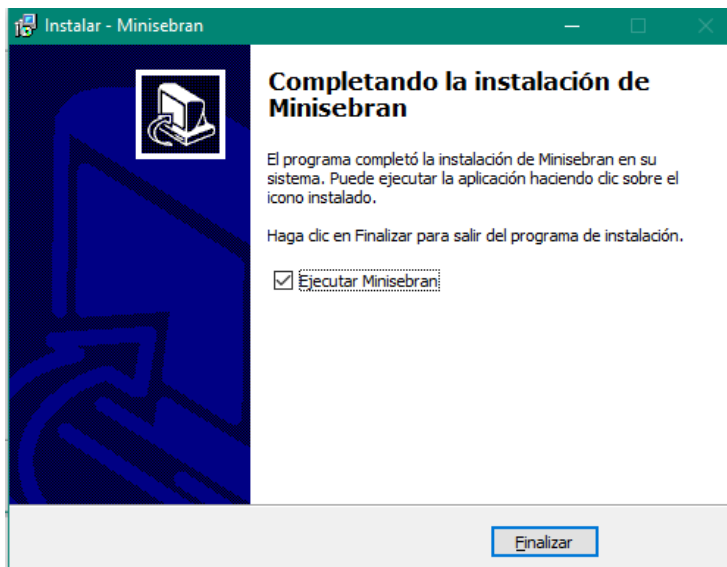 Instalar - Minisebran
Completando la instalación de
Minisebran
El programa completó la instalación de Minisebran en su
sistema. Puede ejecutar la aplicación haciendo clic sobre el
icono instalado.
Haga clic en Finalizar para salir del programa de instalación.
Ejecutar Minisebran
Finalizar